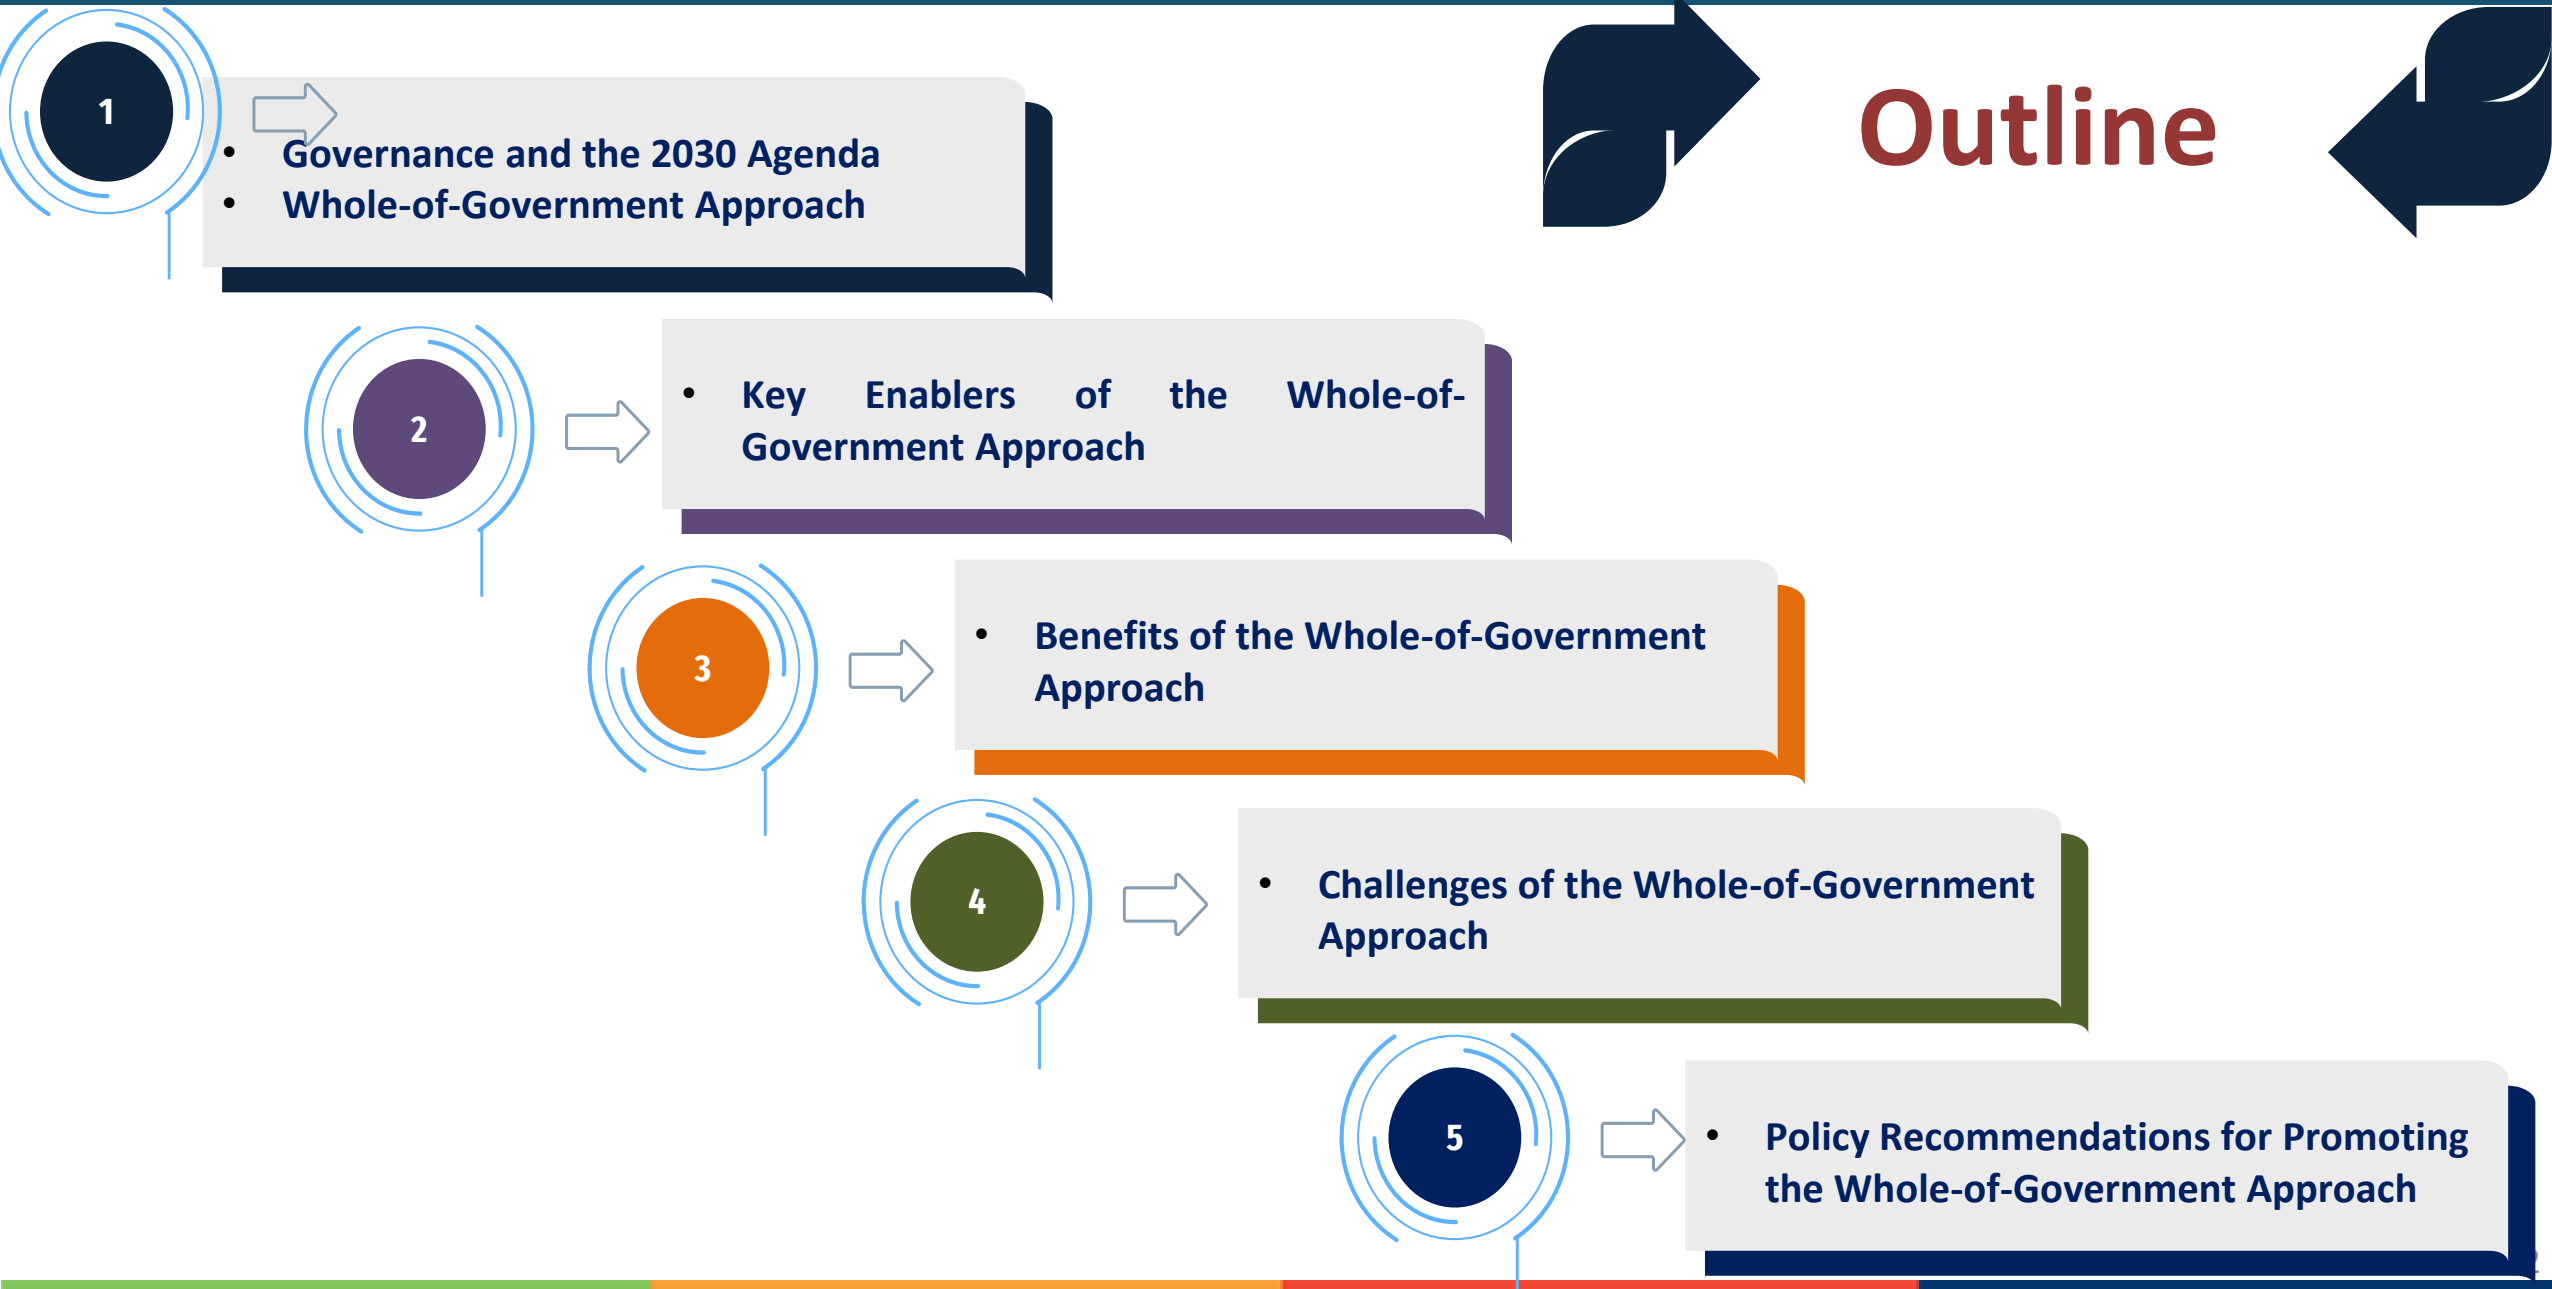 Outline
1
• Governance and the 2030 Agenda
• Whole-of-Government Approach
2
• Key Enablers of the Whole-of-
Government Approach
3
• Benefits of the Whole-of-Government
Approach
4
• Challenges of the Whole-of-Government
Approach
5
• Policy Recommendations for Promoting
the Whole-of-Government Approach